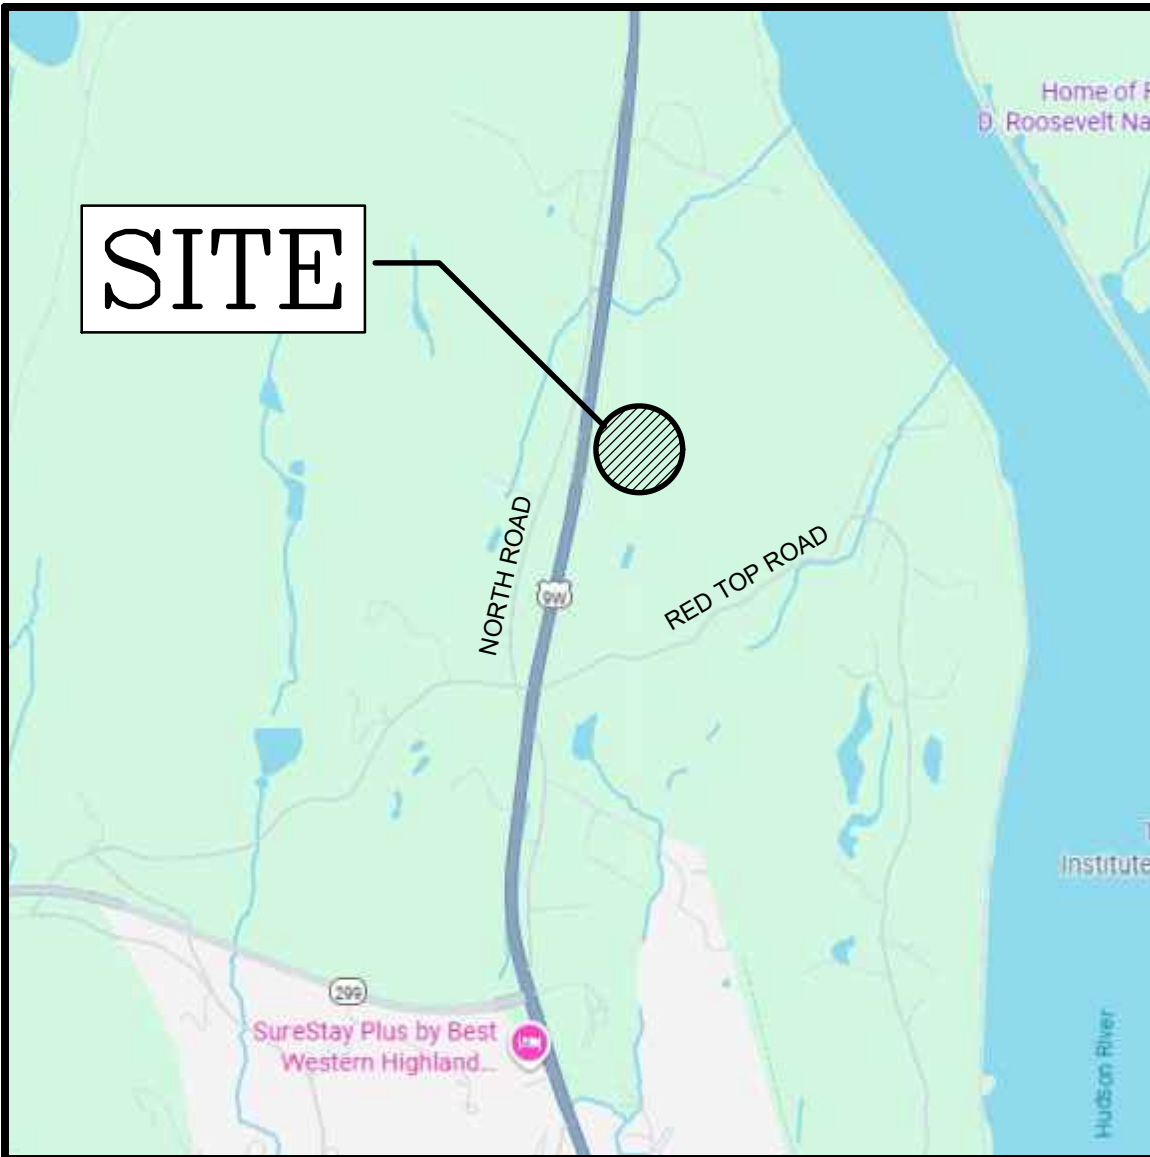 Home of
D. Roosevelt
SITE
NORTH ROAD
RED TOP ROAD
9W
Institute
299
SureStay Plus by Best
Western Highland...
Hudson River